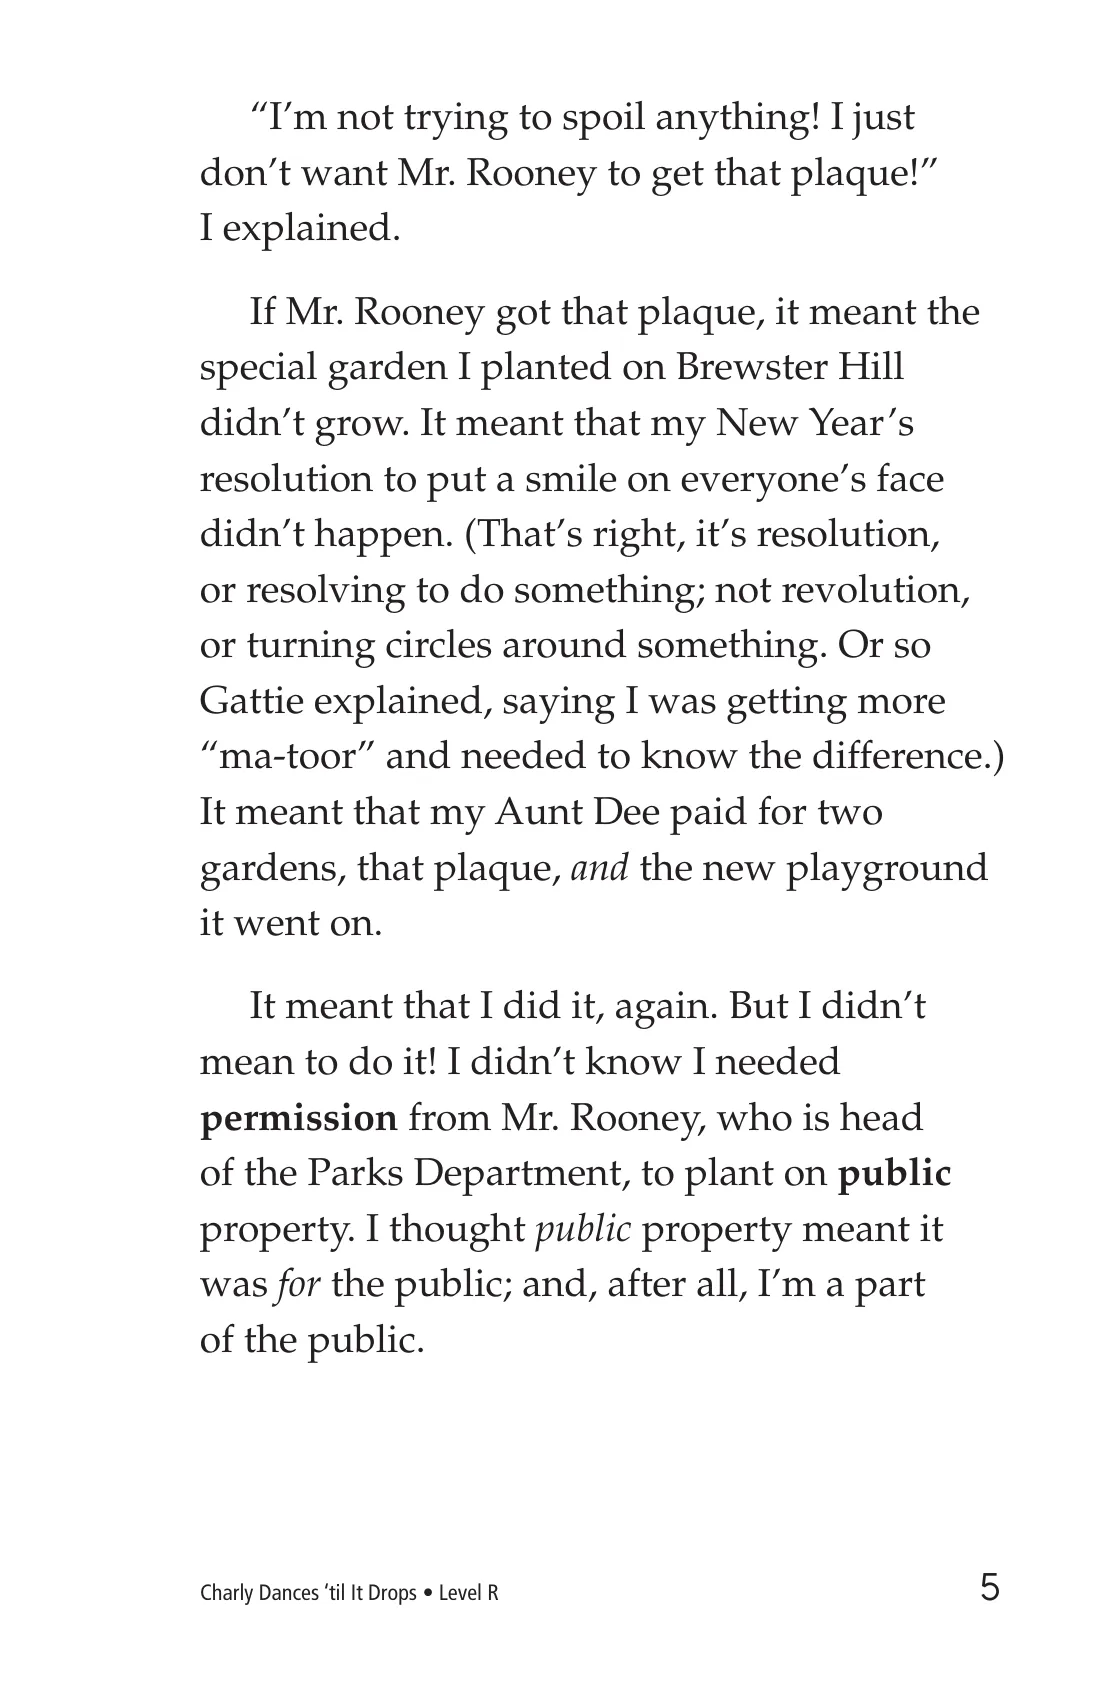 “I’m not trying to spoil anything! I just
don’t want Mr. Rooney to get that plaque!”
I explained.
If Mr. Rooney got that plaque, it meant the
special garden I planted on Brewster Hill
didn’t grow. It meant that my New Year’s
resolution to put a smile on everyone’s face
didn’t happen. (That’s right, it’s resolution,
or resolving to do something; not revolution,
or turning circles around something. Or so
Gattie explained, saying I was getting more
“ma-toor” and needed to know the difference.)
It meant that my Aunt Dee paid for two
gardens, that plaque, and the new playground
it went on.
It meant that I did it, again. But I didn’t
mean to do it! I didn’t know I needed
permission from Mr. Rooney, who is head
of the Parks Department, to plant on public
property. I thought public property meant it
was for the public; and, after all, I’m a part
of the public.
Charly Dances ‘til It Drops • Level R 5